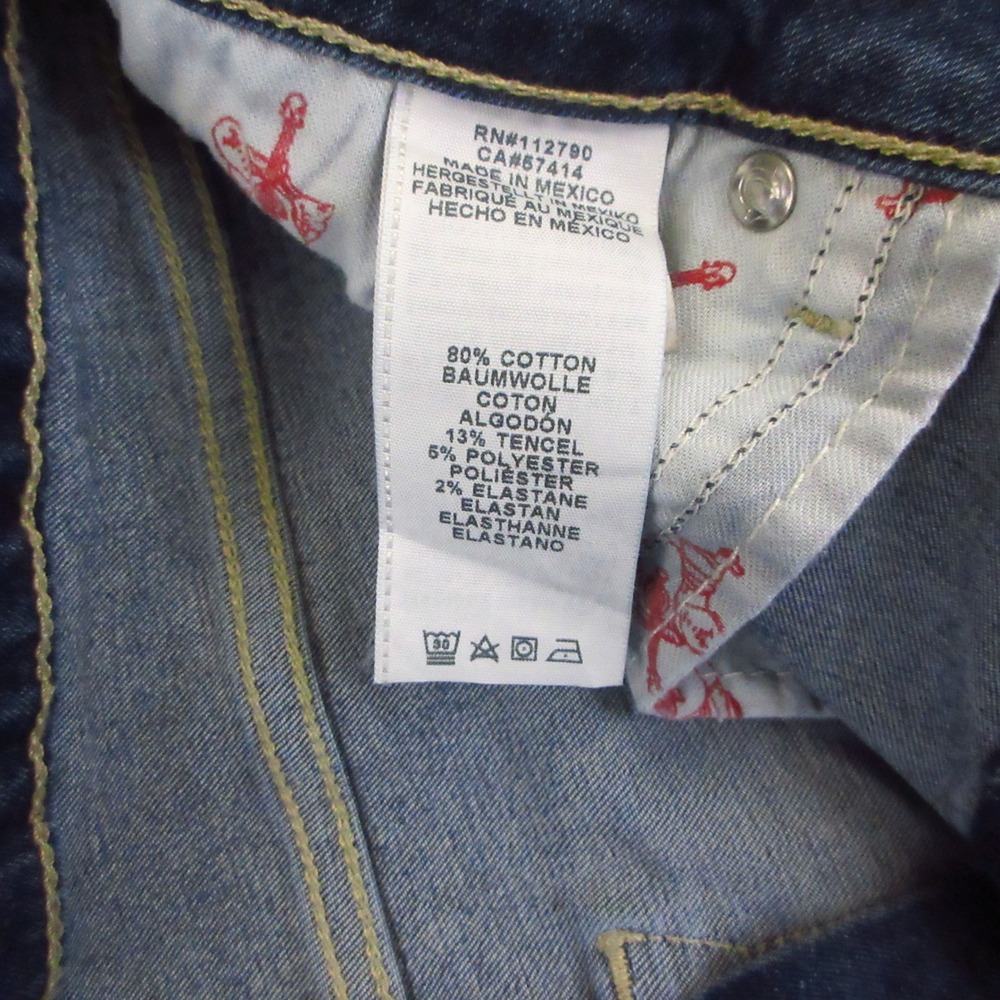 RN#112790
CA#57414
MADE IN MEXICO
HERGESTELLT IN MEXIKO
FABRIQUÉ AU MEXIQUE
HECHO EN MÉXICO
80% COTTON
BAUMWOLLE
COTON
ALGODÓN
13% TENCEL
5% POLYESTER
POLIÉSTER
2% ELASTANE
ELASTAN
ELASTHANNE
ELASTANO
30